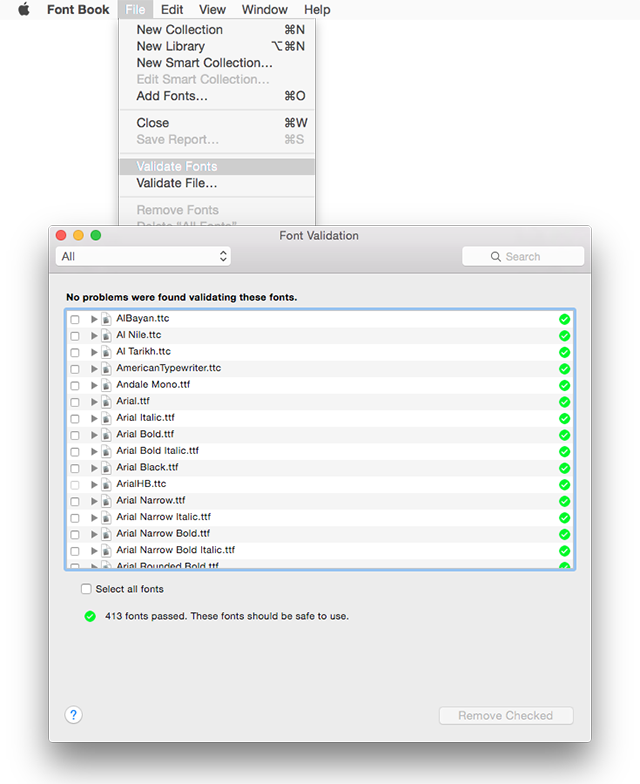 Font Book File Edit View Window Help
New Collection ⌘N
New Library ⌥⌘N
New Smart Collection...
Edit Smart Collection...
Add Fonts... ⌘O
Close ⌘W
Save Report... ⌘S
Validate Fonts
Validate File...
Remove Fonts
Delete "All Fonts"
Font Validation
All Search
No problems were found validating these fonts.
AlBayan.ttc
Al Nile.ttc
Al Tarikh.ttc
AmericanTypewriter.ttc
Andale Mono.ttf
Arial.ttf
Arial Italic.ttf
Arial Bold.ttf
Arial Bold Italic.ttf
Arial Black.ttf
ArialHB.ttc
Arial Narrow.ttf
Arial Narrow Italic.ttf
Arial Narrow Bold.ttf
Arial Narrow Bold Italic.ttf
Arial Rounded Bold.ttf
Select all fonts
413 fonts passed. These fonts should be safe to use.
? Remove Checked